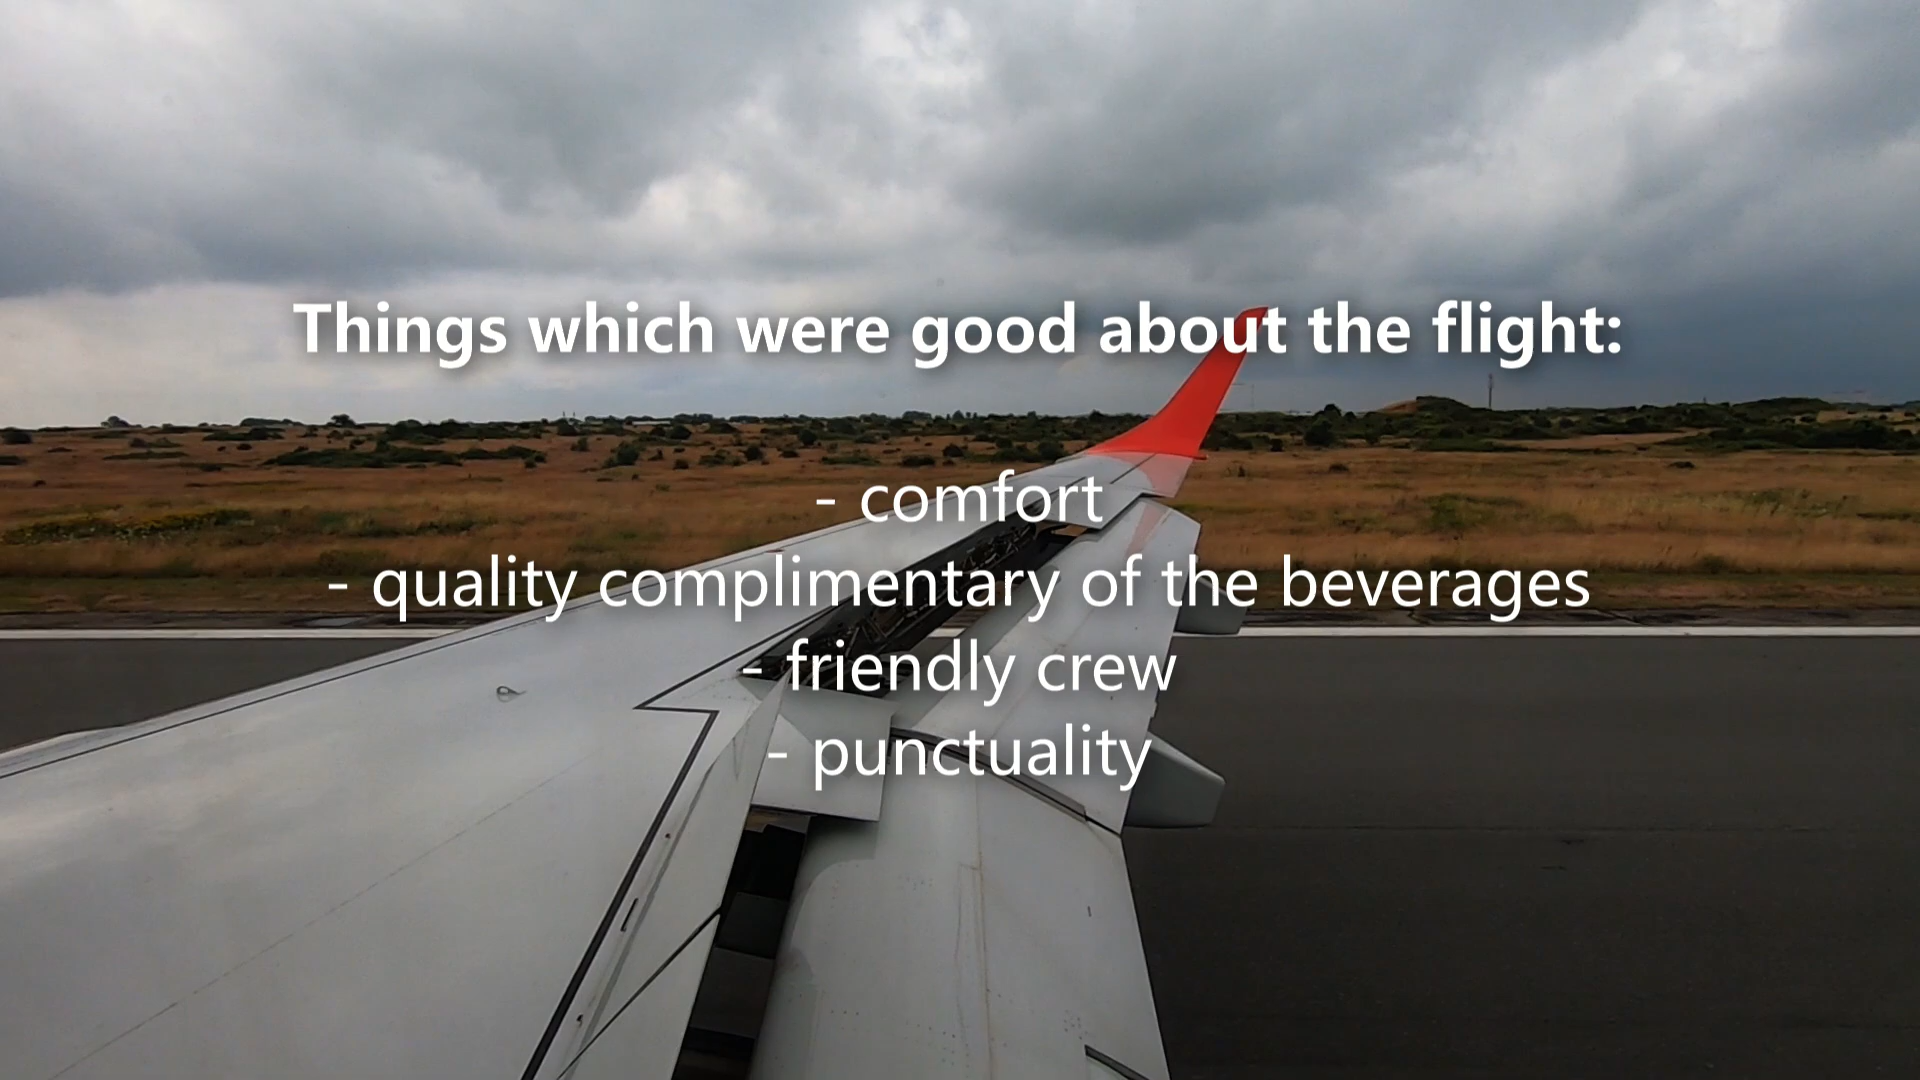 Things which were good about the flight:
- comfort
- quality complimentary of the beverages
- friendly crew
- punctuality